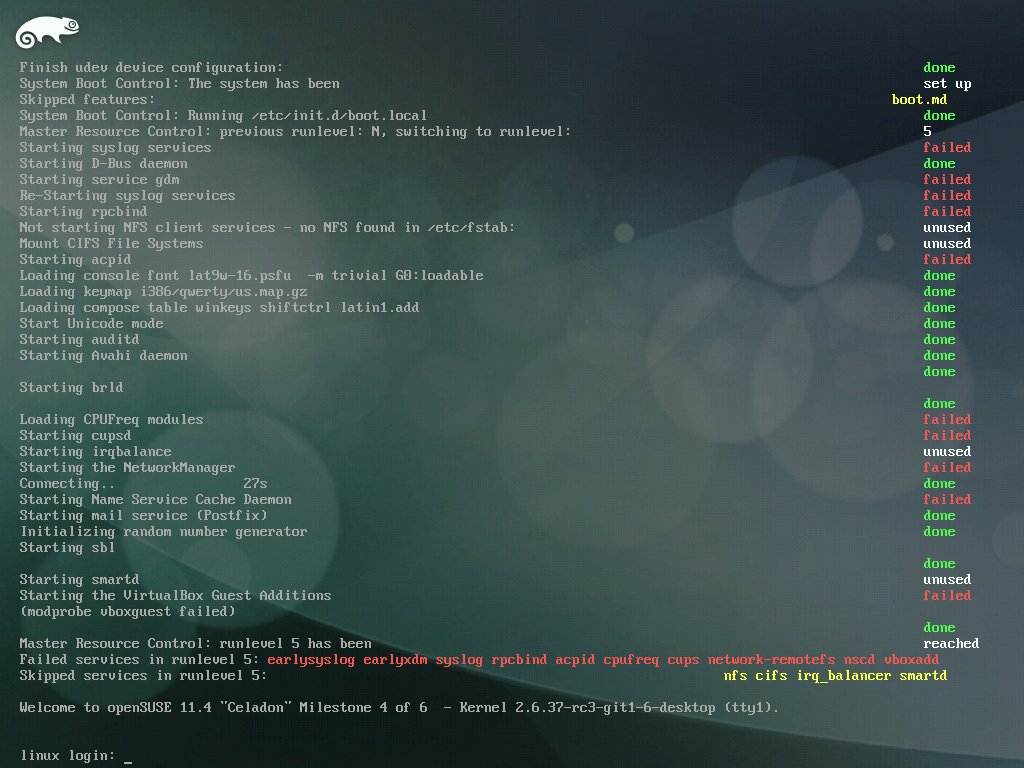 Finish udev device configuration: done
System Boot Control: The system has been set up
Skipped features: boot.md
System Boot Control: Running /etc/init.d/boot.local done
Master Resource Control: previous runlevel: N, switching to runlevel: 5
Starting syslog services failed
Starting D-Bus daemon done
Starting service gdm failed
Re-Starting syslog services failed
Starting rpcbind failed
Not starting NFS client services - no NFS found in /etc/fstab: unused
Mount CIFS File Systems unused
Starting acpid failed
Loading console font lat9w-16.psfu  -m trivial G0:loadable done
Loading keymap i386/qwerty/us.map.gz done
Loading compose table winkeys shiftctrl latin1.add done
Start Unicode mode done
Starting auditd done
Starting Avahi daemon done
done
Starting brld
done
Loading CPUFreq modules failed
Starting cupsd failed
Starting irqbalance unused
Starting the NetworkManager failed
Connecting.. 27s done
Starting Name Service Cache Daemon failed
Starting mail service (Postfix) done
Initializing random number generator done
Starting sbl
done
Starting smartd unused
Starting the VirtualBox Guest Additions failed
(modprobe vboxguest failed)
done
Master Resource Control: runlevel 5 has been reached
Failed services in runlevel 5: earlysyslog earlyxdm syslog rpcbind acpid cpufreq cups network-remotefs nscd vboxadd
Skipped services in runlevel 5: nfs cifs irq_balancer smartd
Welcome to openSUSE 11.4 "Celadon" Milestone 4 of 6  - Kernel 2.6.37-rc3-git1-6-desktop (tty1).
linux login: _